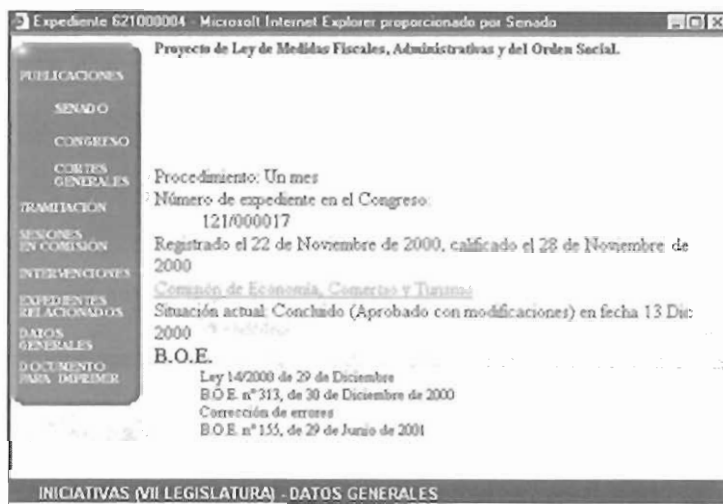 Expediente 621000004 - Microsoft Internet Explorer proporcionado por Senado
Proyecto de Ley de Medidas Fiscales, Administrativas y del Orden Social.
PUBLICACIONES
SENADO
CONGRESO
CORTES
GENERALES
TRAMITACIÓN
SESIONES
EN COMISIÓN
INTERVENCIONES
EXPEDIENTES
RELACIONADOS
DATOS
GENERALES
DOCUMENTO
PARA IMPRIMIR
Procedimiento: Un mes
Número de expediente en el Congreso:
121/000017
Registrado el 22 de Noviembre de 2000, calificado el 28 de Noviembre de
2000
Comisión de Economía, Comercio y Turismo
Situación actual: Concluido (Aprobado con modificaciones) en fecha 13 Dic
2000
B.O.E.
Ley 14/2000 de 29 de Diciembre
B.O.E. nº 313, de 30 de Diciembre de 2000
Corrección de errores
B.O.E. nº 155, de 29 de Junio de 2001
INICIATIVAS (VII LEGISLATURA) - DATOS GENERALES